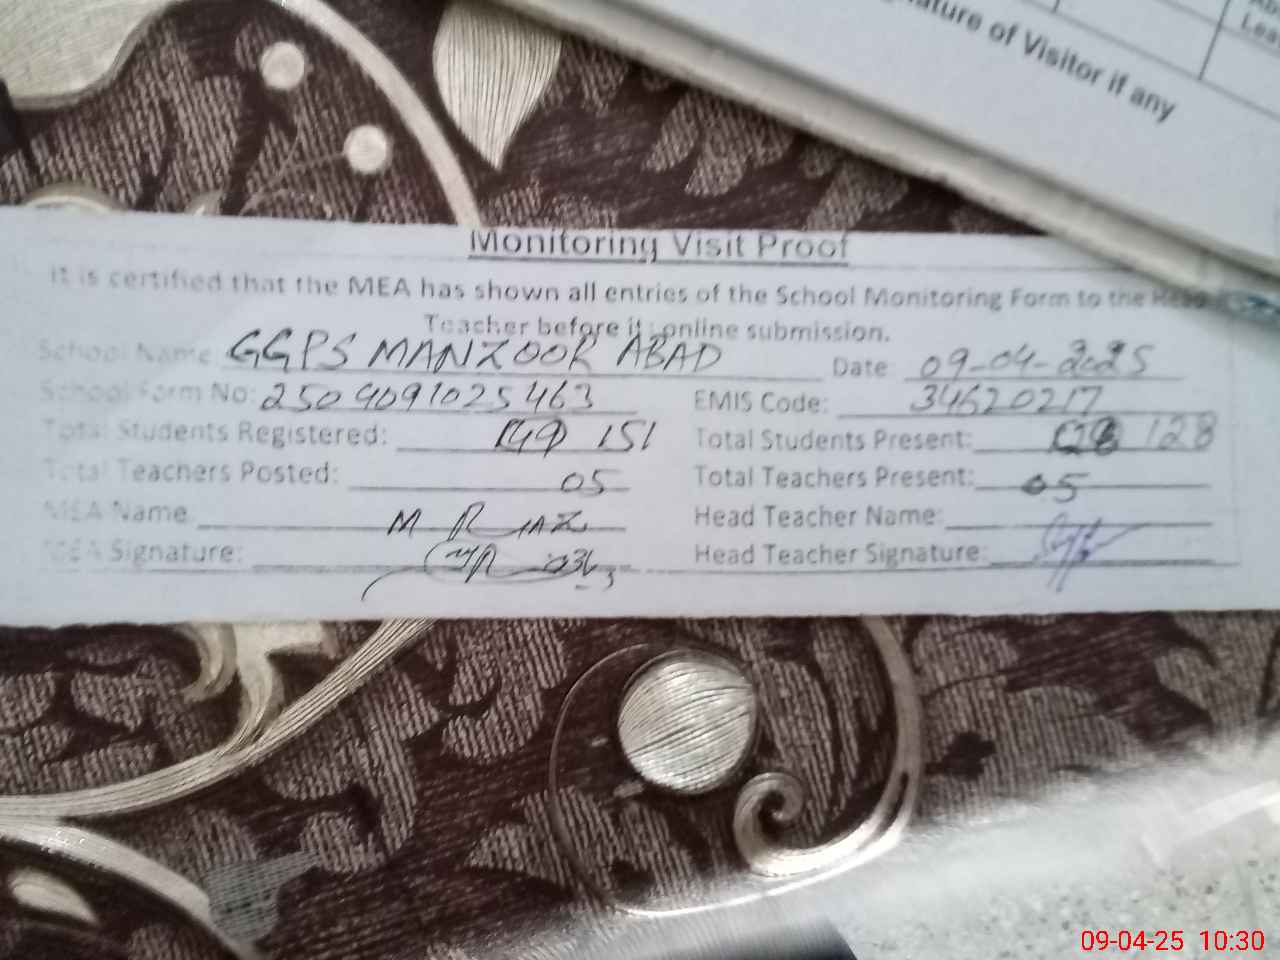 ature of Visitor if any
Lea
Monitoring Visit Proof
It is certified that the MEA has shown all entries of the School Monitoring Form to the Head
Teacher before it online submission.
School Name GGPS MANZOOR ABAD Date 09-04-2025
School Form No: 2504091025463 EMIS Code: 34620217
Total Students Registered: 149 151 Total Students Present: 128
Total Teachers Posted: 05 Total Teachers Present: 05
MEA Name M RIAZ Head Teacher Name:
MEA Signature: Head Teacher Signature:
09-04-25 10:30